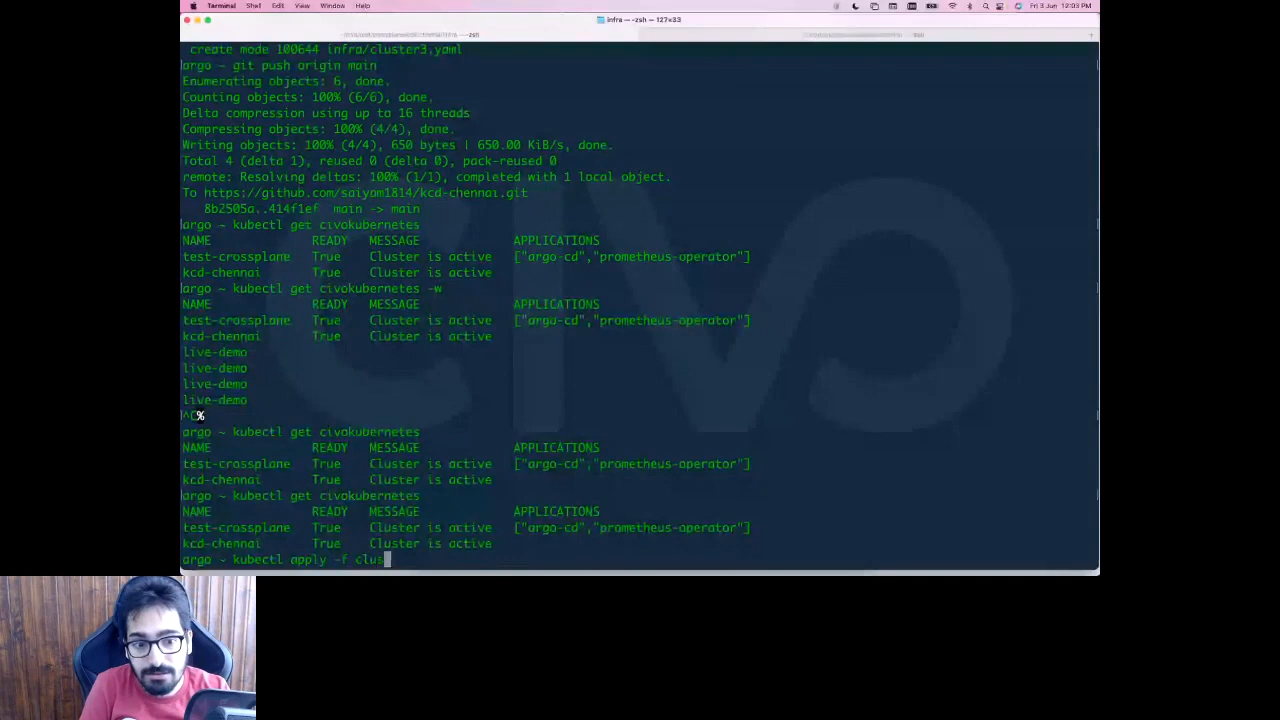 Terminal Shell Edit View Window Help Fri 3 Jun 12:03 PM
infra — -zsh — 127×33
create mode 100644 infra/cluster3.yaml
argo ~ git push origin main
Enumerating objects: 6, done.
Counting objects: 100% (6/6), done.
Delta compression using up to 16 threads
Compressing objects: 100% (4/4), done.
Writing objects: 100% (4/4), 650 bytes | 650.00 KiB/s, done.
Total 4 (delta 1), reused 0 (delta 0), pack-reused 0
remote: Resolving deltas: 100% (1/1), completed with 1 local object.
To https://github.com/saiyam1814/kcd-chennai.git
8b2505a..414f1ef main -> main
argo ~ kubectl get civokubernetes
NAME READY MESSAGE APPLICATIONS
test-crossplane True Cluster is active ["argo-cd","prometheus-operator"]
kcd-chennai True Cluster is active
argo ~ kubectl get civokubernetes -w
NAME READY MESSAGE APPLICATIONS
test-crossplane True Cluster is active ["argo-cd","prometheus-operator"]
kcd-chennai True Cluster is active
live-demo
live-demo
live-demo
live-demo
^C%
argo ~ kubectl get civokubernetes
NAME READY MESSAGE APPLICATIONS
test-crossplane True Cluster is active ["argo-cd","prometheus-operator"]
kcd-chennai True Cluster is active
argo ~ kubectl get civokubernetes
NAME READY MESSAGE APPLICATIONS
test-crossplane True Cluster is active ["argo-cd","prometheus-operator"]
kcd-chennai True Cluster is active
argo ~ kubectl apply -f clus
CIVO